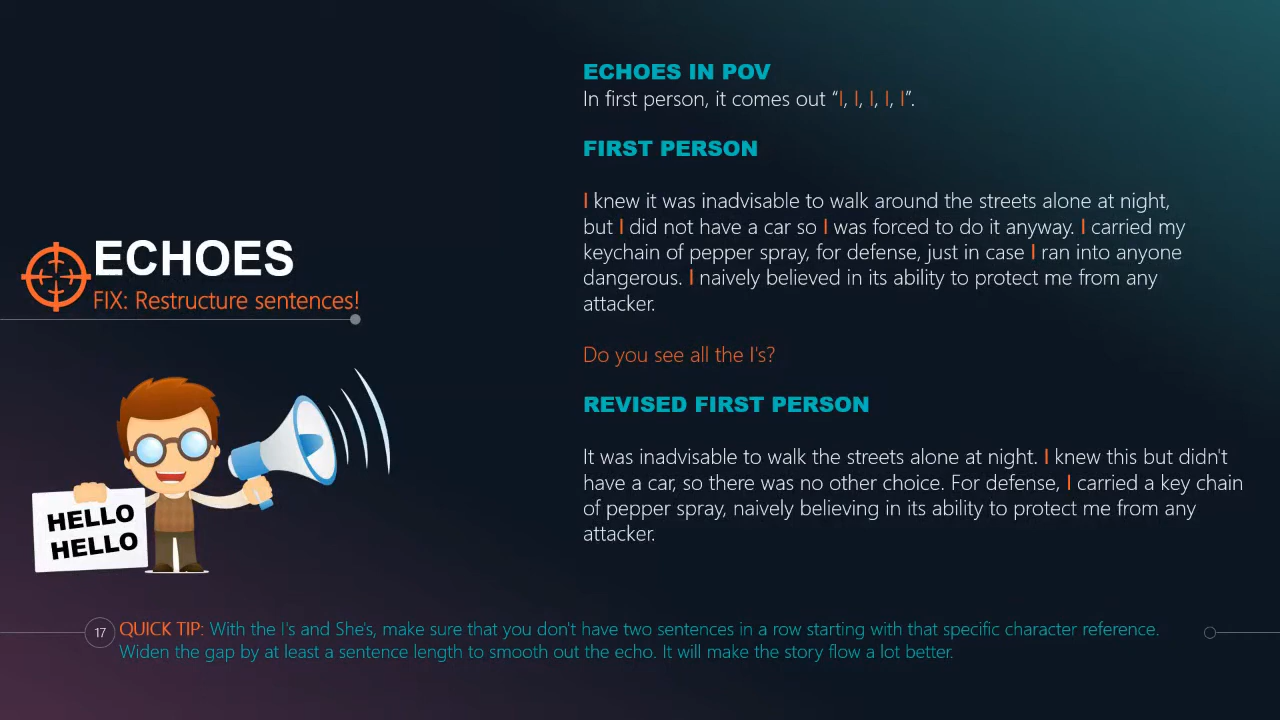 ECHOES
FIX: Restructure sentences!
HELLO
HELLO
ECHOES IN POV
In first person, it comes out “I, I, I, I, I”.
FIRST PERSON
I knew it was inadvisable to walk around the streets alone at night,
but I did not have a car so I was forced to do it anyway. I carried my
keychain of pepper spray, for defense, just in case I ran into anyone
dangerous. I naively believed in its ability to protect me from any
attacker.
Do you see all the I's?
REVISED FIRST PERSON
It was inadvisable to walk the streets alone at night. I knew this but didn't
have a car, so there was no other choice. For defense, I carried a key chain
of pepper spray, naively believing in its ability to protect me from any
attacker.
17
QUICK TIP: With the I's and She's, make sure that you don't have two sentences in a row starting with that specific character reference.
Widen the gap by at least a sentence length to smooth out the echo. It will make the story flow a lot better.